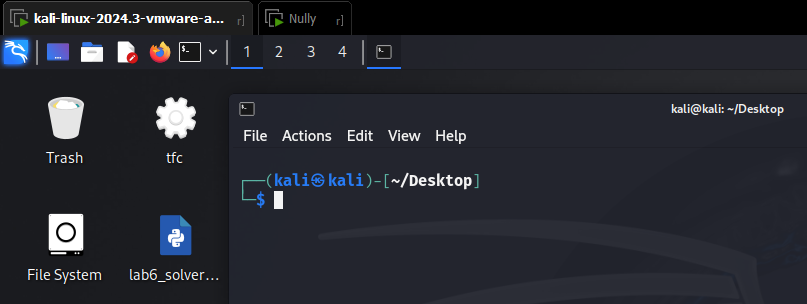 kali-linux-2024.3-vmware-a... r]
Nully r]
1 2 3 4
kali@kali: ~/Desktop
File Actions Edit View Help
┌──(kali㉿kali)-[~/Desktop]
└─$
Trash
tfc
File System
lab6_solver...